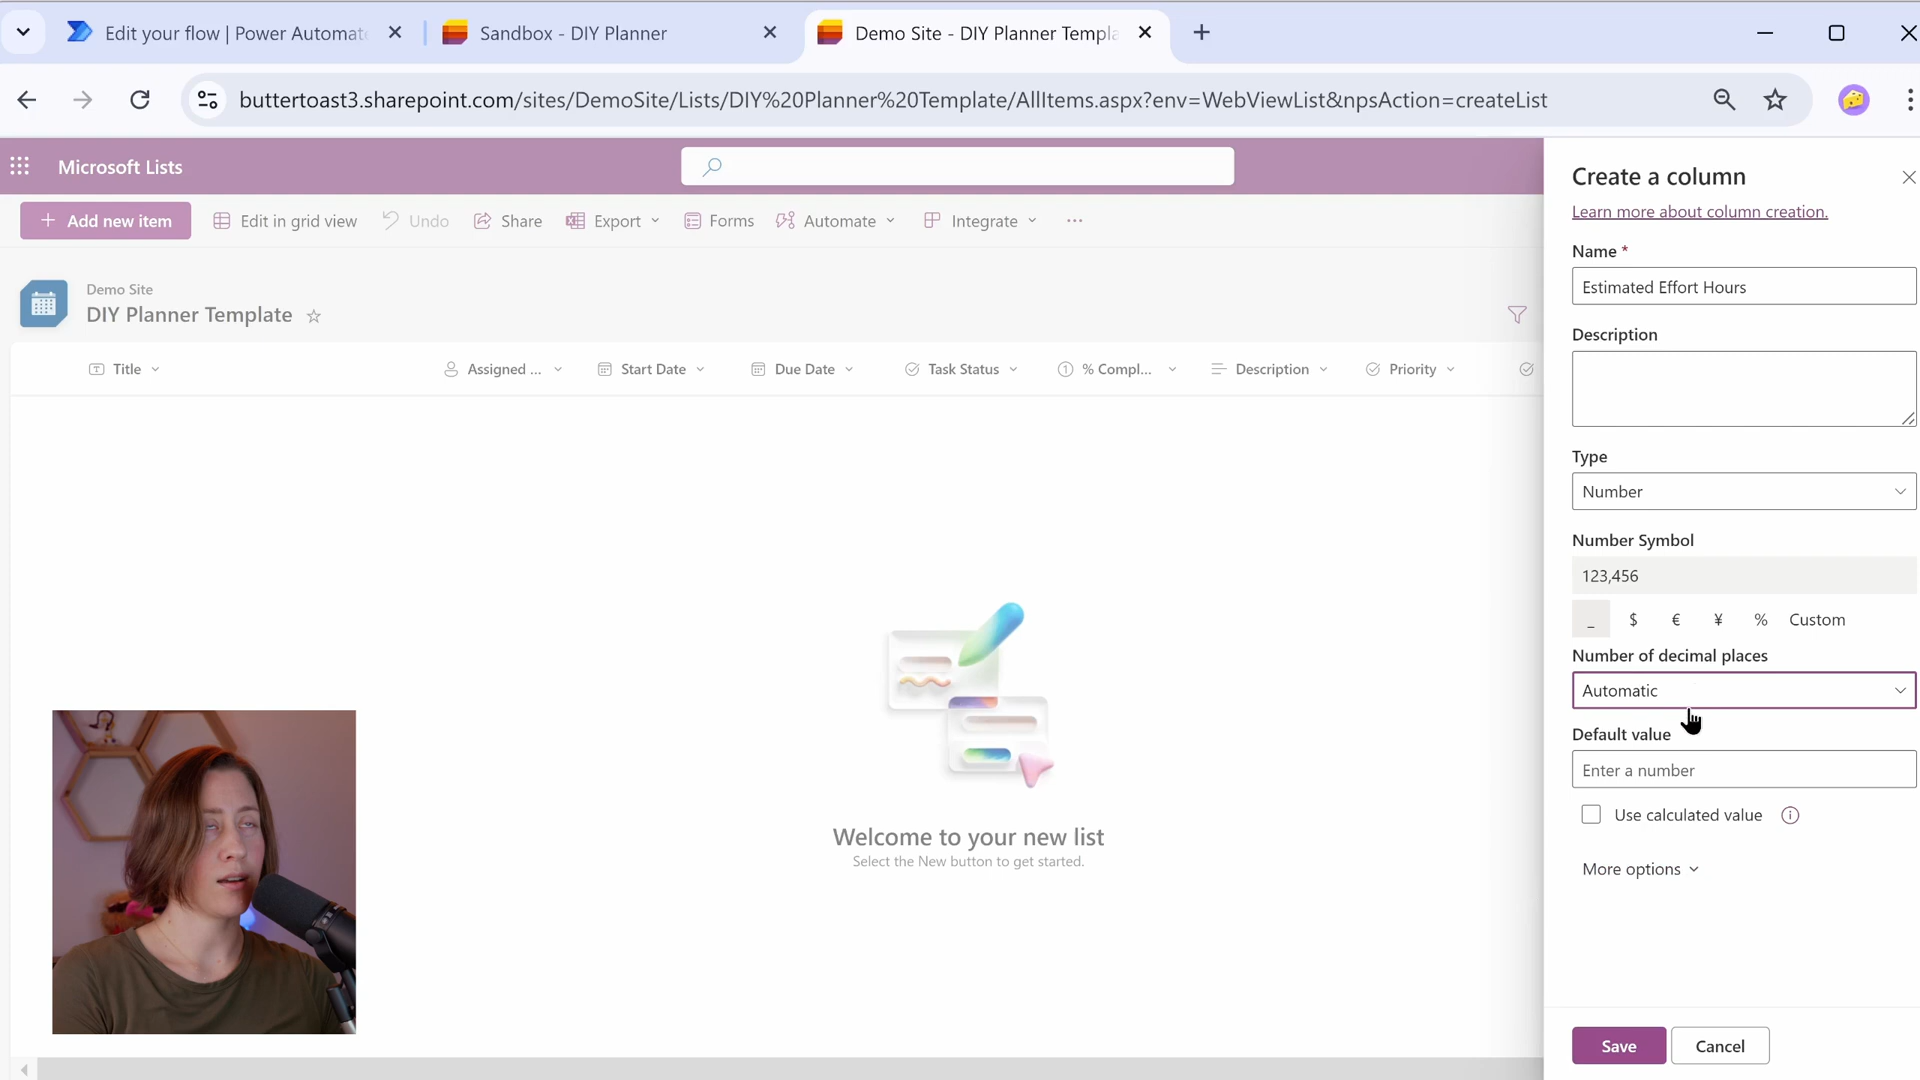 Edit your flow | Power Automat
Sandbox - DIY Planner
Demo Site - DIY Planner Templa
buttertoast3.sharepoint.com/sites/DemoSite/Lists/DIY%20Planner%20Template/AllItems.aspx?env=WebViewList&npsAction=createList
Microsoft Lists
Add new item
Edit in grid view
Undo
Share
Export
Forms
Automate
Integrate
Demo Site
DIY Planner Template
Title
Assigned ...
Start Date
Due Date
Task Status
% Compl...
Description
Priority
Welcome to your new list
Select the New button to get started.
Create a column
Learn more about column creation.
Name *
Estimated Effort Hours
Description
Type
Number
Number Symbol
123,456
_ $ € ¥ % Custom
Number of decimal places
Automatic
Default value
Enter a number
Use calculated value
More options
Save
Cancel